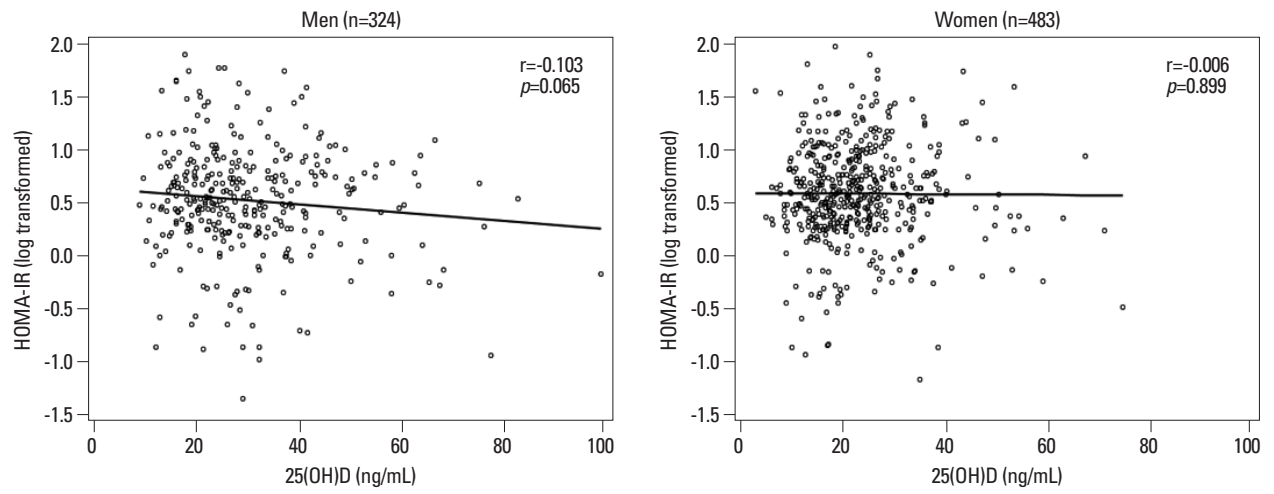 Men (n=324)
r=-0.103
p=0.065
2.0
1.5
1.0
0.5
0.0
-0.5
-1.0
-1.5
HOMA-IR (log transformed)
0 20 40 60 80 100
25(OH)D (ng/mL)
Women (n=483)
r=-0.006
p=0.899
2.0
1.5
1.0
0.5
0.0
-0.5
-1.0
-1.5
HOMA-IR (log transformed)
0 20 40 60 80 100
25(OH)D (ng/mL)